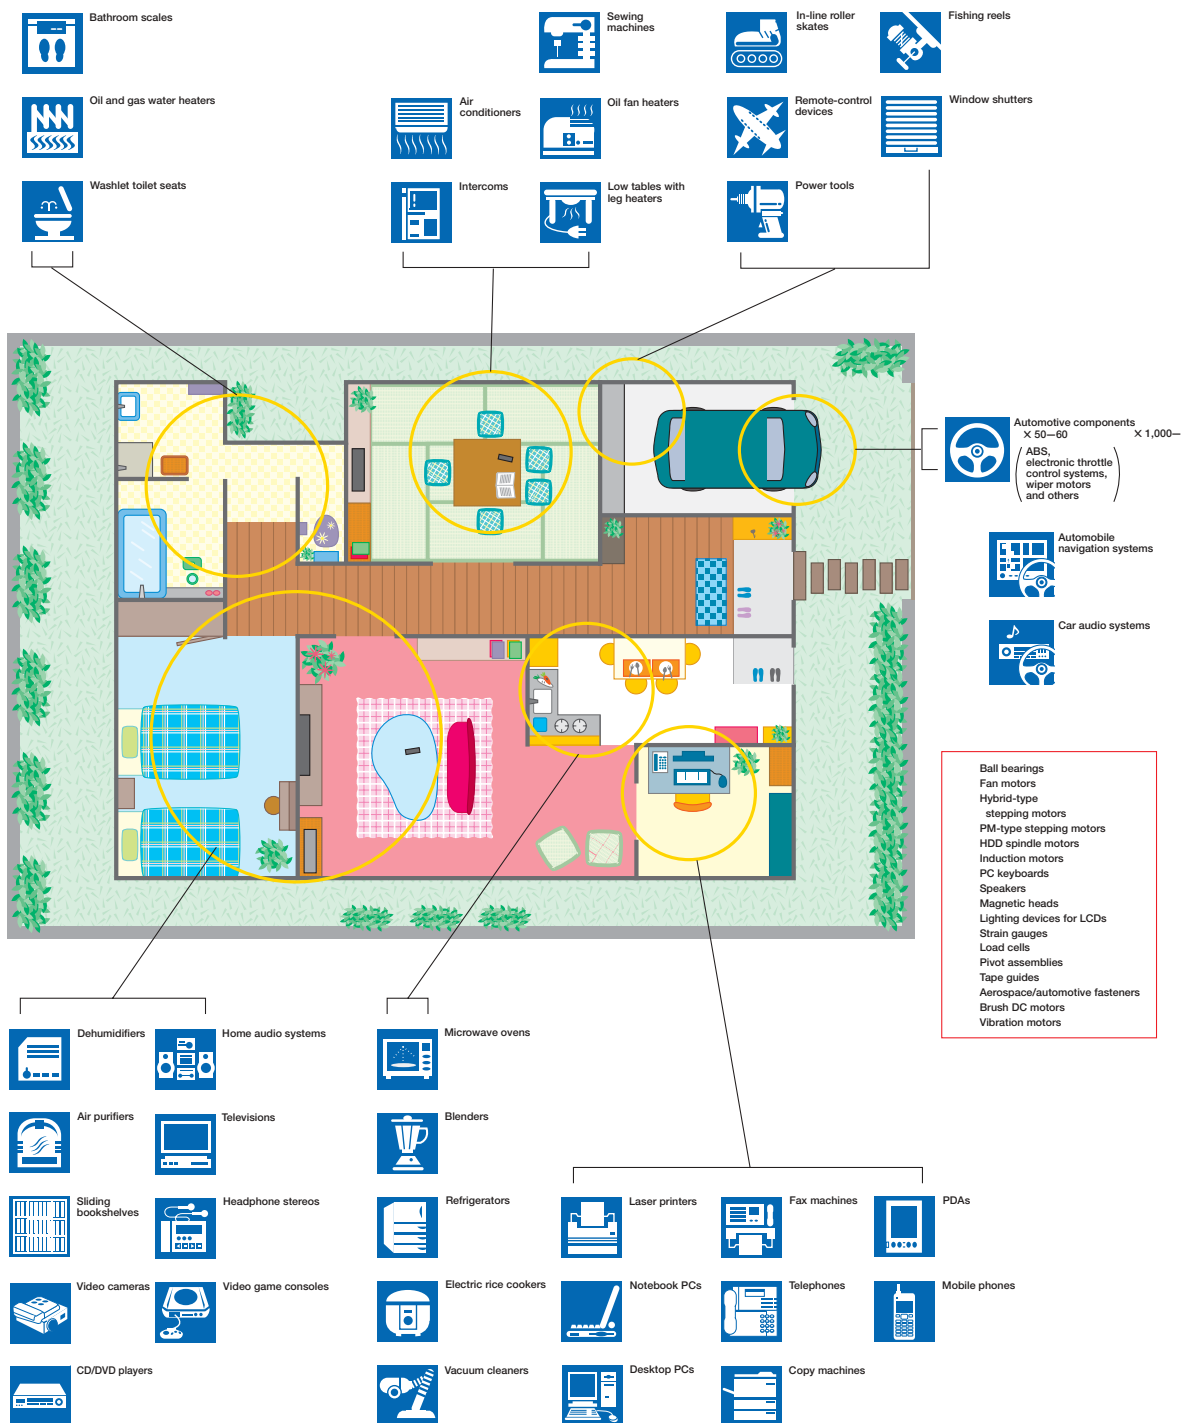 Bathroom scales
Oil and gas water heaters
Washlet toilet seats
Air
conditioners
Intercoms
Sewing
machines
Oil fan heaters
Low tables with
leg heaters
In-line roller
skates
Remote-control
devices
Power tools
Fishing reels
Window shutters
Automotive components
× 50—60 × 1,000—
ABS,
electronic throttle
control systems,
wiper motors
and others
Automobile
navigation systems
Car audio systems
Ball bearings
Fan motors
Hybrid-type
stepping motors
PM-type stepping motors
HDD spindle motors
Induction motors
PC keyboards
Speakers
Magnetic heads
Lighting devices for LCDs
Strain gauges
Load cells
Pivot assemblies
Tape guides
Aerospace/automotive fasteners
Brush DC motors
Vibration motors
Dehumidifiers
Air purifiers
Sliding
bookshelves
Video cameras
CD/DVD players
Home audio systems
Televisions
Headphone stereos
Video game consoles
Microwave ovens
Blenders
Refrigerators
Electric rice cookers
Vacuum cleaners
Laser printers
Notebook PCs
Desktop PCs
Fax machines
Telephones
Copy machines
PDAs
Mobile phones